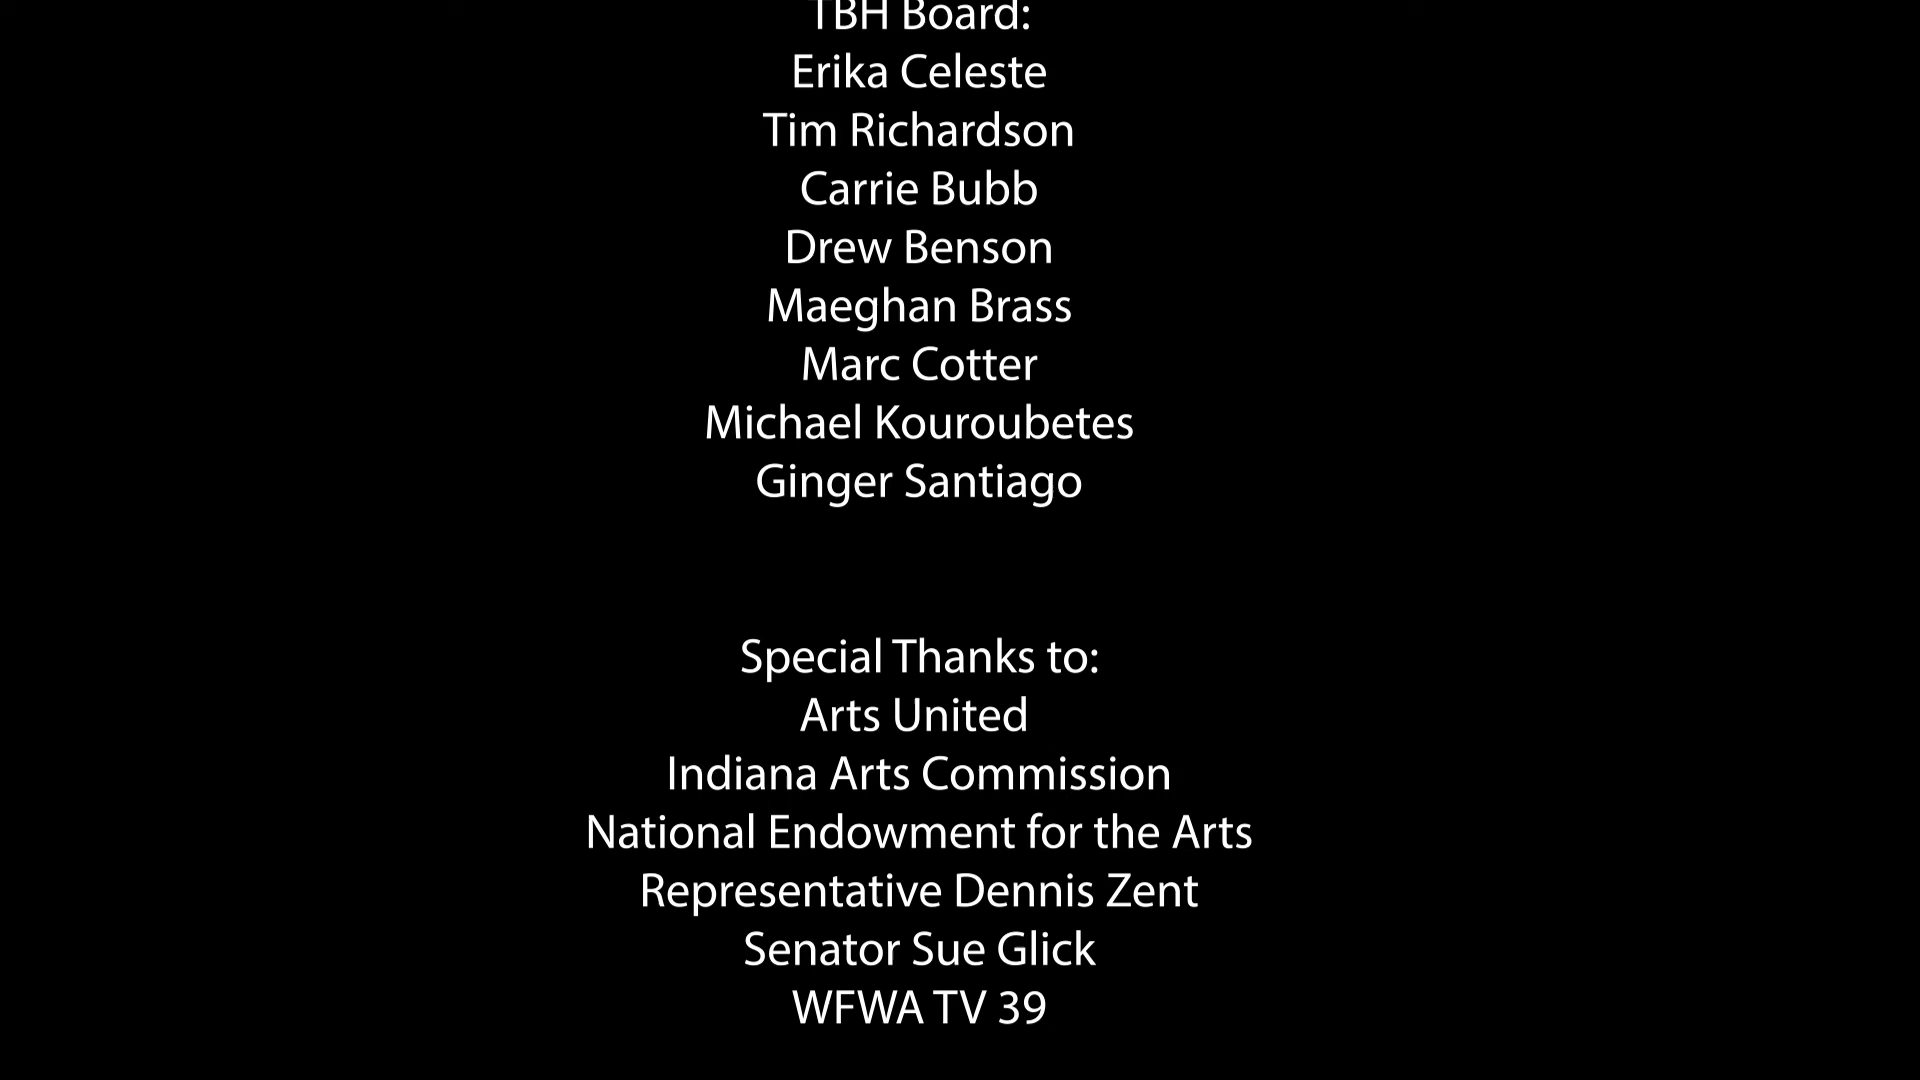 TBH Board:
Erika Celeste
Tim Richardson
Carrie Bubb
Drew Benson
Maeghan Brass
Marc Cotter
Michael Kouroubetes
Ginger Santiago
Special Thanks to:
Arts United
Indiana Arts Commission
National Endowment for the Arts
Representative Dennis Zent
Senator Sue Glick
WFWA TV 39